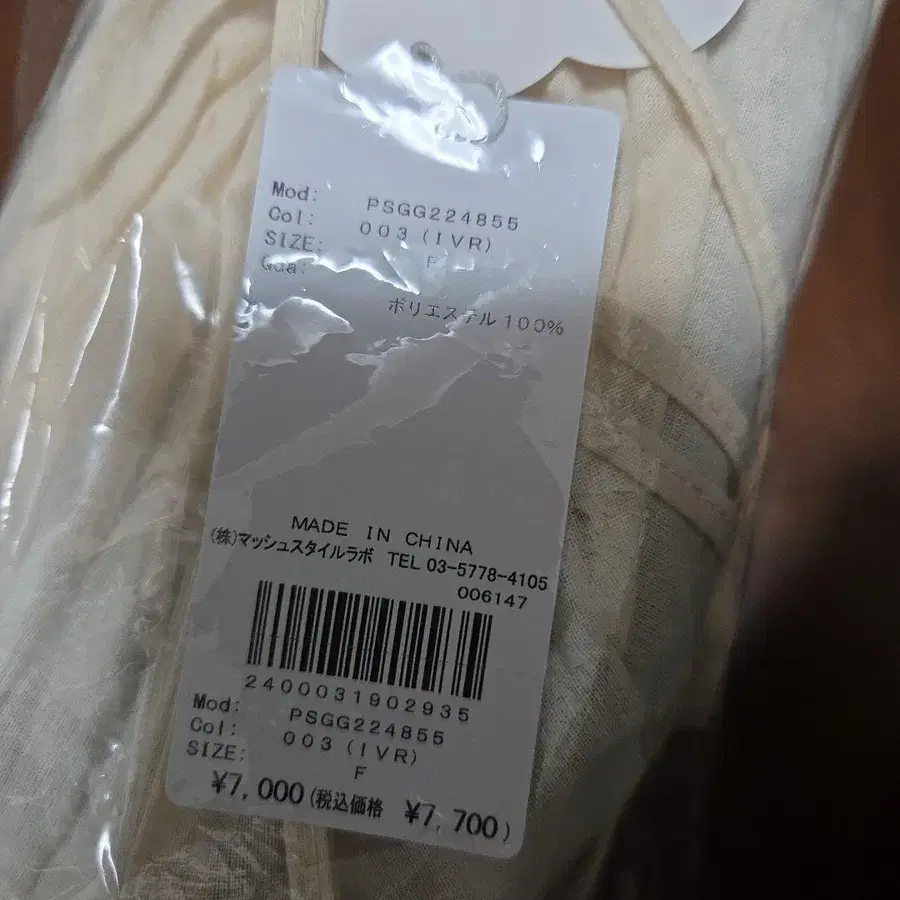 Mod: PSGG224855
Col: 003 (IVR)
SIZE: F
Qua:
ポリエステル100%
MADE IN CHINA
(株)マッシュスタイルラボ TEL 03-5778-4105
006147
2400031902935
Mod: PSGG224855
Col: 003 (IVR)
SIZE: F
¥7,000(税込価格 ¥7,700)